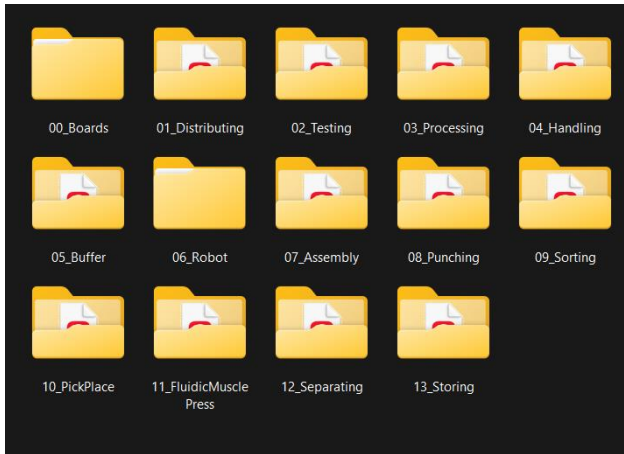 00_Boards
01_Distributing
02_Testing
03_Processing
04_Handling
05_Buffer
06_Robot
07_Assembly
08_Punching
09_Sorting
10_PickPlace
11_FluidicMuscle
Press
12_Separating
13_Storing